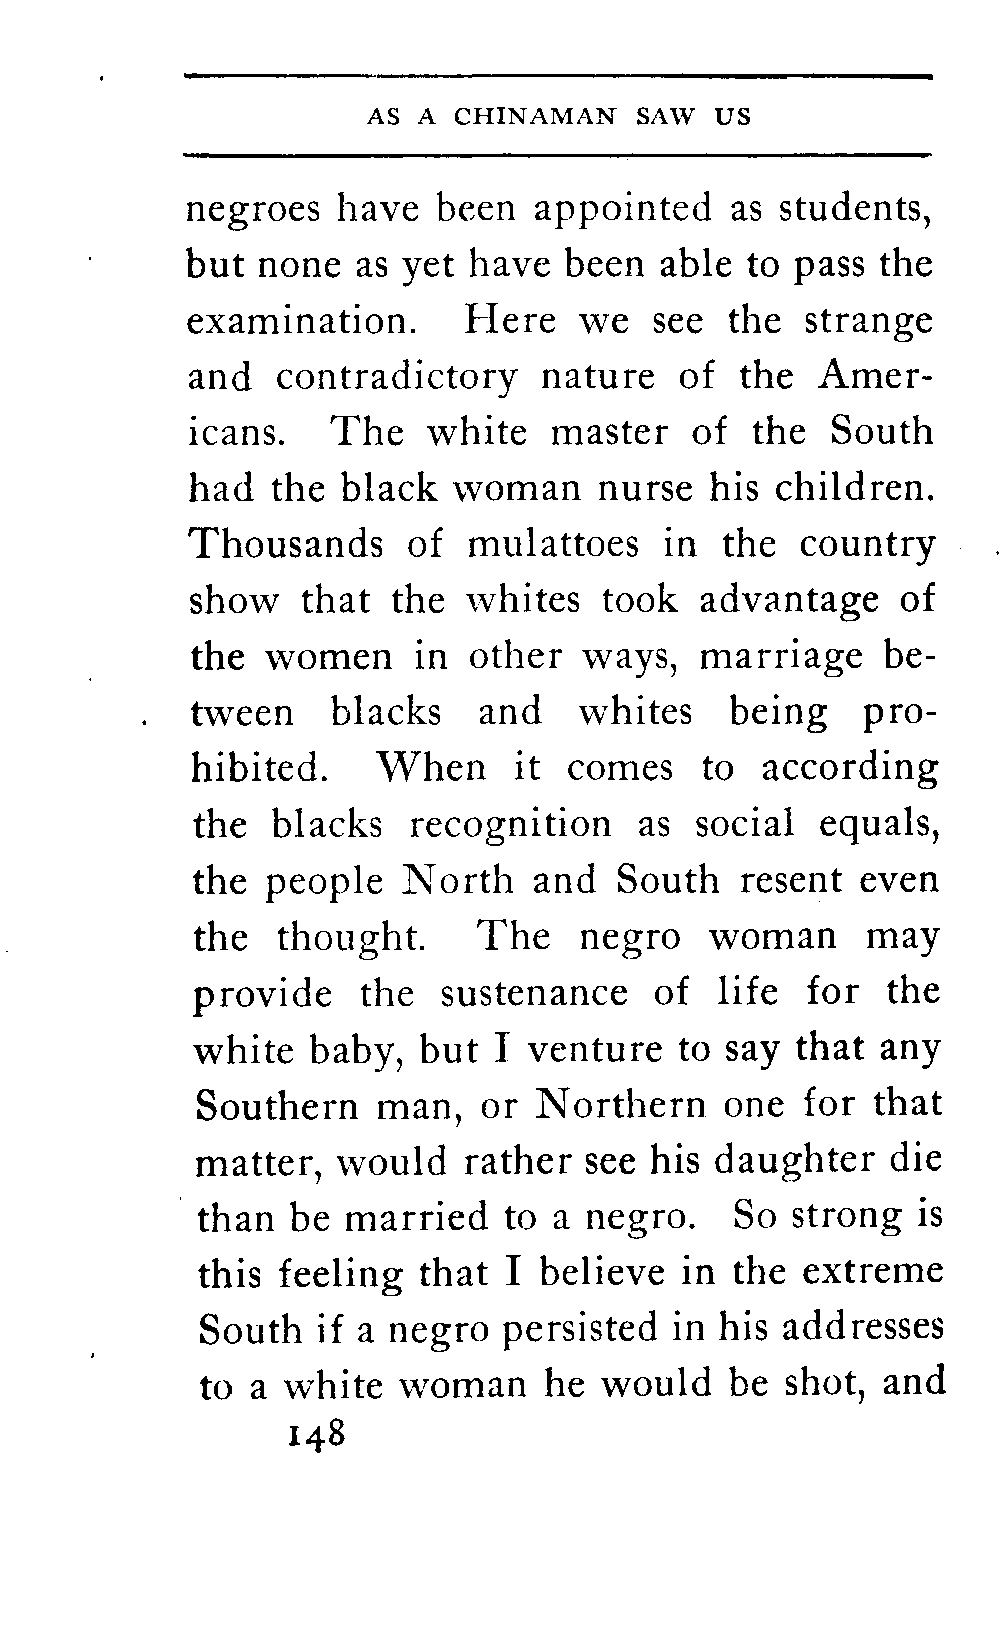 AS A CHINAMAN SAW US
negroes have been appointed as students,
but none as yet have been able to pass the
examination. Here we see the strange
and contradictory nature of the Amer-
icans. The white master of the South
had the black woman nurse his children.
Thousands of mulattoes in the country
show that the whites took advantage of
the women in other ways, marriage be-
tween blacks and whites being pro-
hibited. When it comes to according
the blacks recognition as social equals,
the people North and South resent even
the thought. The negro woman may
provide the sustenance of life for the
white baby, but I venture to say that any
Southern man, or Northern one for that
matter, would rather see his daughter die
than be married to a negro. So strong is
this feeling that I believe in the extreme
South if a negro persisted in his addresses
to a white woman he would be shot, and
148